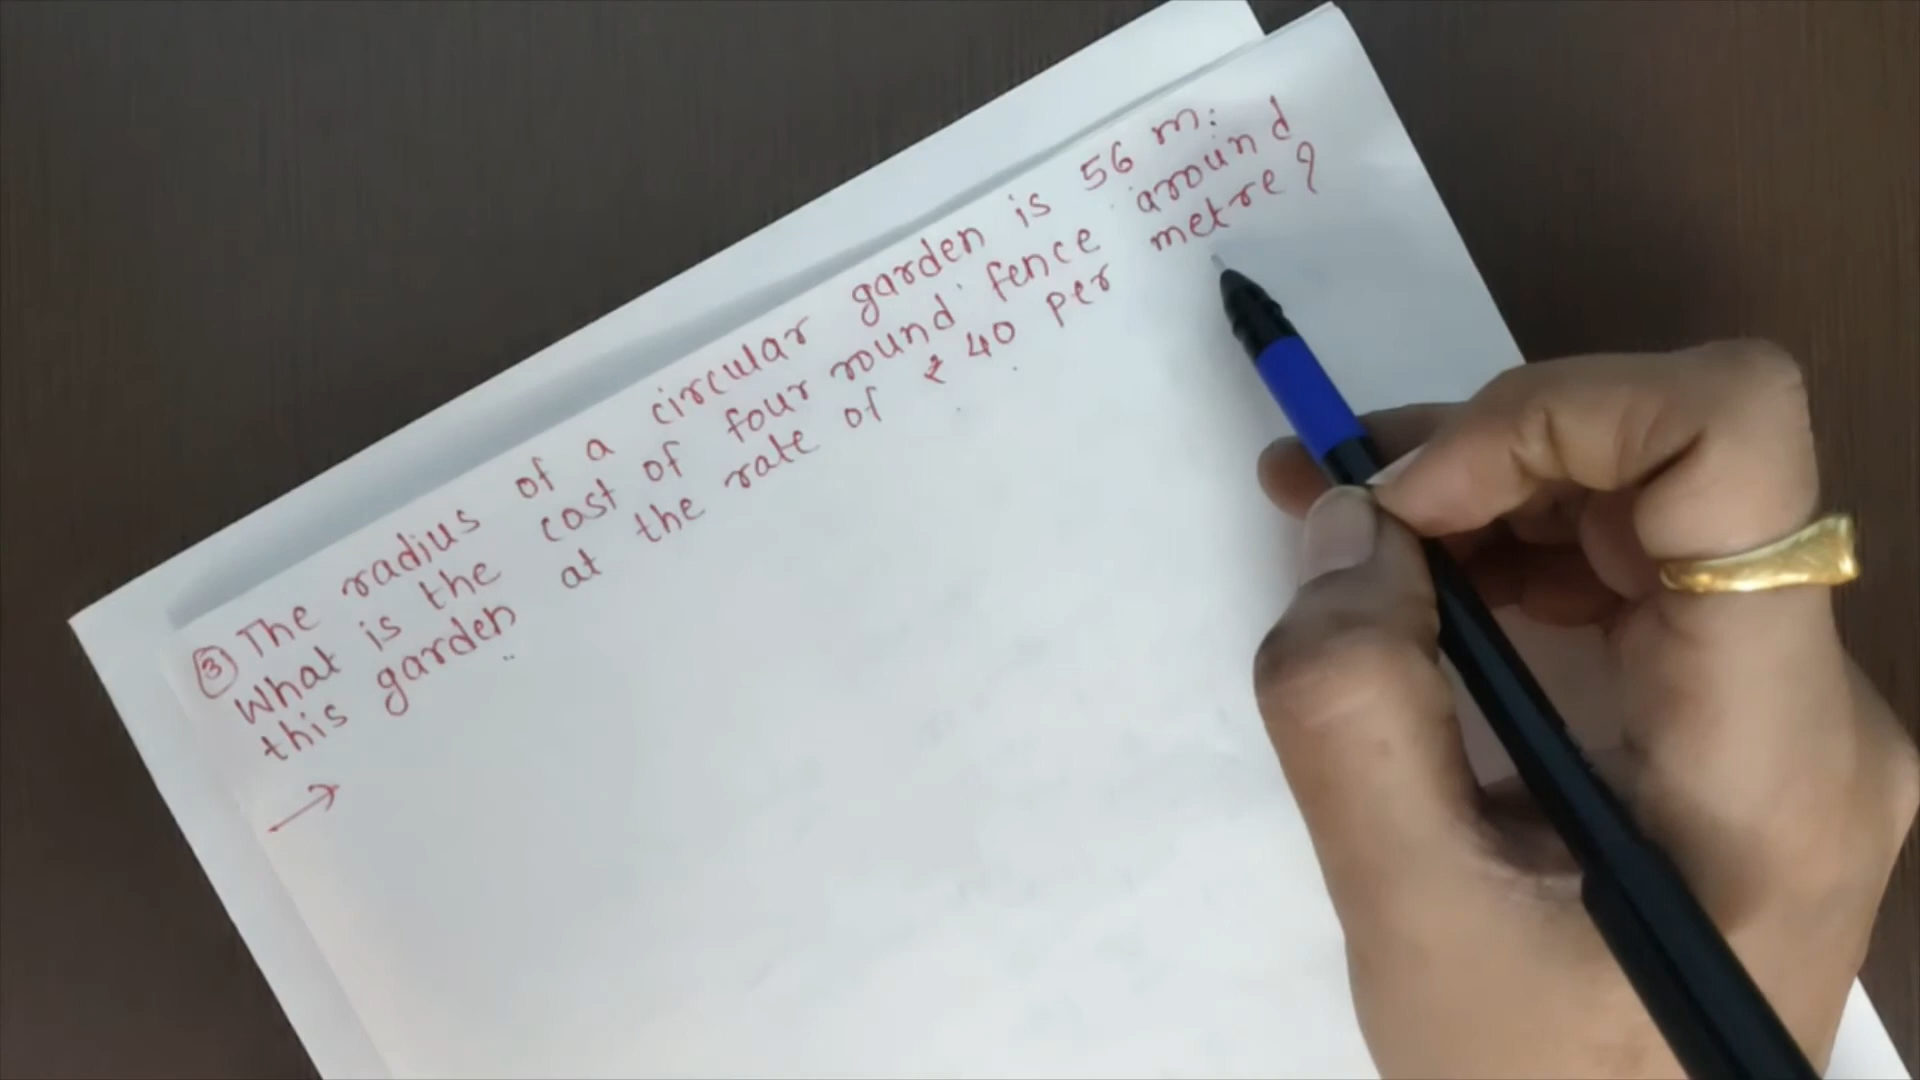 ③ The radius of a circular garden is 56 m.
What is the cost of four round fence around
this garden at the rate of ₹ 40 per metre?
→